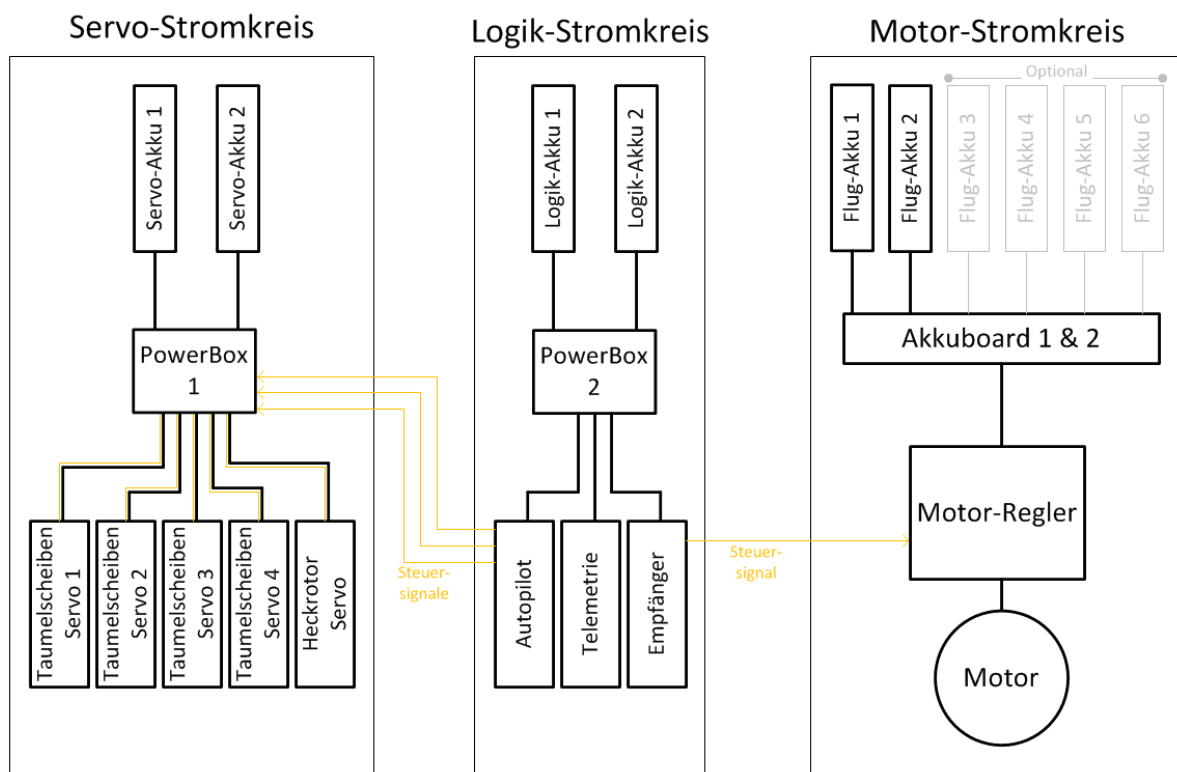 Servo-Stromkreis
Servo-Akku 1
Servo-Akku 2
PowerBox
1
Taumelscheiben
Servo 1
Taumelscheiben
Servo 2
Taumelscheiben
Servo 3
Taumelscheiben
Servo 4
Heckrotor
Servo
Steuer-
signale
Logik-Stromkreis
Logik-Akku 1
Logik-Akku 2
PowerBox
2
Autopilot
Telemetrie
Empfänger
Steuer-
signal
Motor-Stromkreis
Optional
Flug-Akku 1
Flug-Akku 2
Flug-Akku 3
Flug-Akku 4
Flug-Akku 5
Flug-Akku 6
Akkuboard 1 & 2
Motor-Regler
Motor